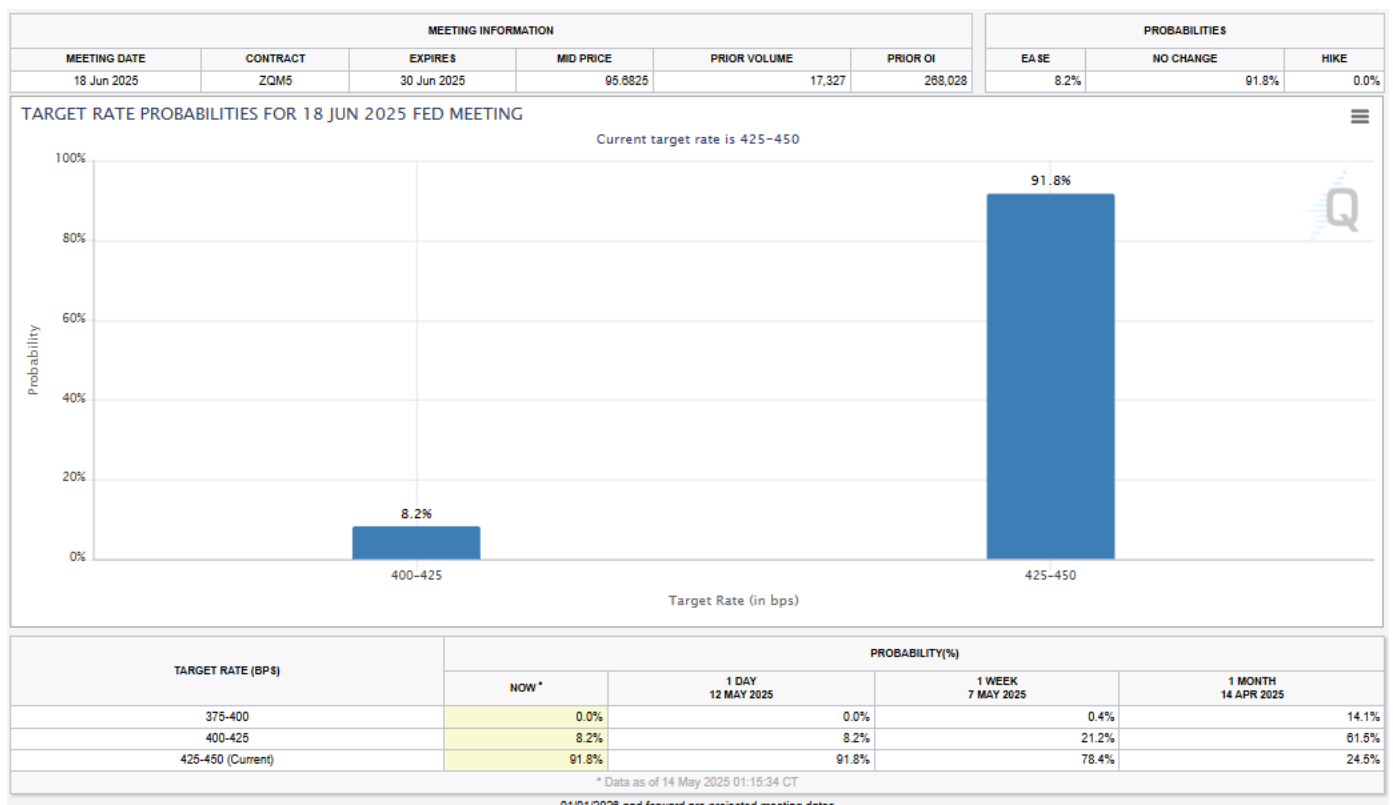 MEETING INFORMATION
MEETING DATE CONTRACT EXPIRES MID PRICE PRIOR VOLUME PRIOR OI
18 Jun 2025 ZQM5 30 Jun 2025 95.6825 17,327 268,028
PROBABILITIES
EASE NO CHANGE HIKE
8.2% 91.8% 0.0%
TARGET RATE PROBABILITIES FOR 18 JUN 2025 FED MEETING
Current target rate is 425-450
100%
80%
60%
40%
20%
0%
Probability
91.8%
8.2%
Q
400-425 425-450
Target Rate (in bps)
TARGET RATE (BPS) PROBABILITY(%)
NOW * 1 DAY 1 WEEK 1 MONTH
12 MAY 2025 7 MAY 2025 14 APR 2025
375-400 0.0% 0.0% 0.4% 14.1%
400-425 8.2% 8.2% 21.2% 61.5%
425-450 (Current) 91.8% 91.8% 78.4% 24.5%
* Data as of 14 May 2025 01:15:34 CT
and forward are projected meeting dates